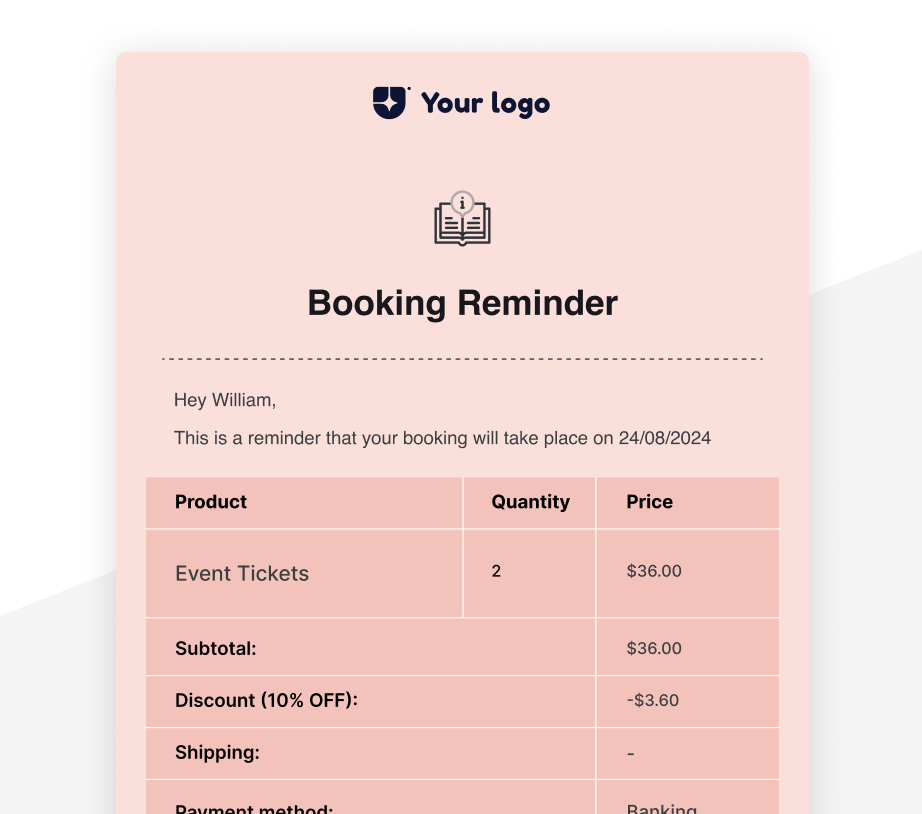 Your logo
i
Booking Reminder
Hey William,
This is a reminder that your booking will take place on 24/08/2024
Product Quantity Price
Event Tickets 2 $36.00
Subtotal: $36.00
Discount (10% OFF): -$3.60
Shipping: -
Payment method: Banking